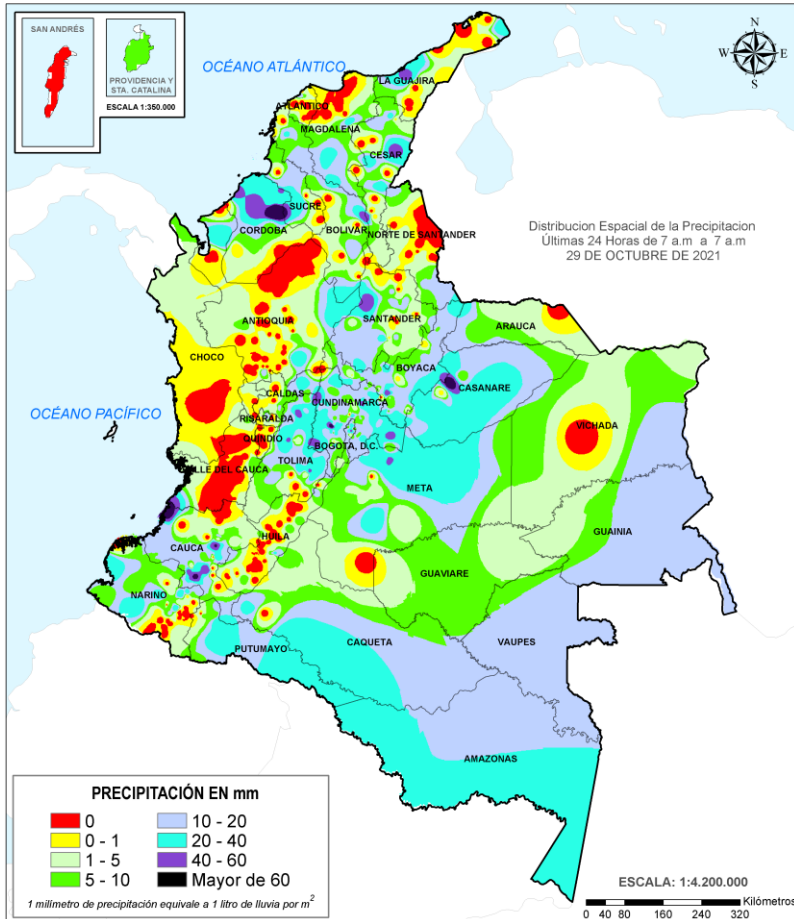 SAN ANDRÉS
PROVIDENCIA Y
STA. CATALINA
ESCALA 1:350.000
OCÉANO ATLÁNTICO
N
W E
S
LA GUAJIRA
ATLANTICO
MAGDALENA
CESAR
SUCRE
CORDOBA
BOLIVAR
NORTE DE SANTANDER
Distribucion Espacial de la Precipitacion
Últimas 24 Horas de 7 a.m a 7 a.m
29 DE OCTUBRE DE 2021
ANTIOQUIA
SANTANDER
ARAUCA
CHOCO
BOYACA
CASANARE
OCÉANO PACÍFICO
CALDAS
CUNDINAMARCA
RISARALDA
VICHADA
QUINDIO
BOGOTA, D.C.
TOLIMA
VALLE DEL CAUCA
META
GUAINIA
HUILA
CAUCA
GUAVIARE
NARINO
CAQUETA
VAUPES
PUTUMAYO
AMAZONAS
PRECIPITACIÓN EN mm
0 10 - 20
0 - 1 20 - 40
1 - 5 40 - 60
5 - 10 Mayor de 60
1 milímetro de precipitación equivale a 1 litro de lluvia por m2
ESCALA: 1:4.200.000
Kilómetros
0 40 80 160 240 320